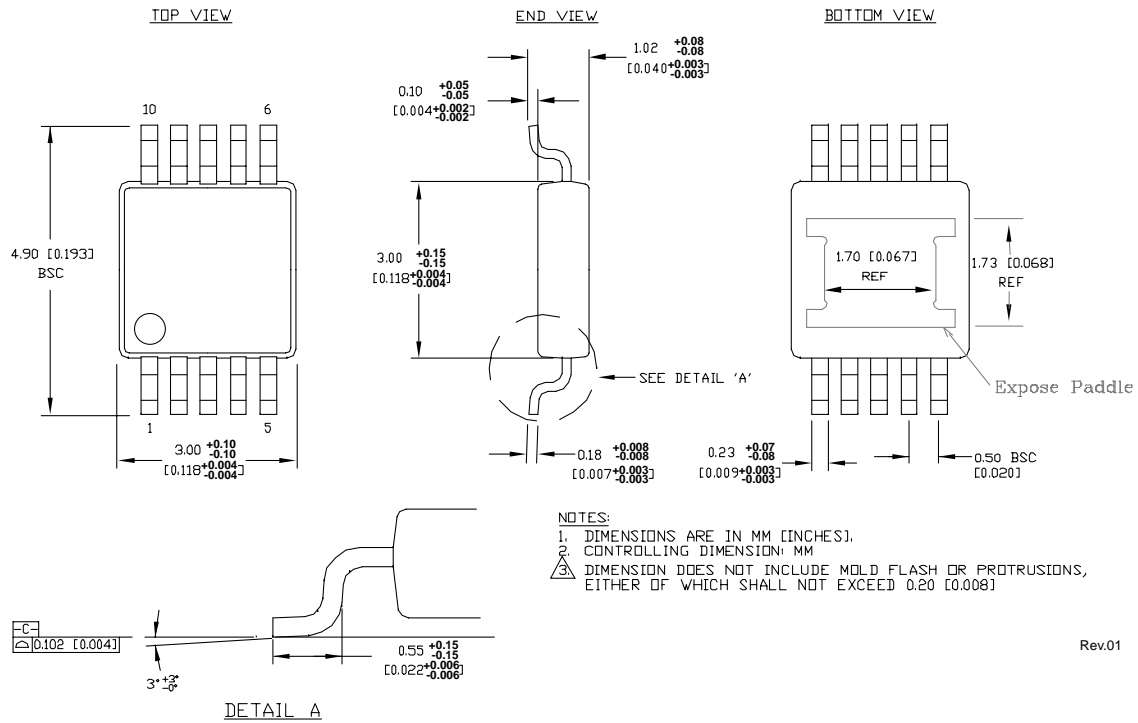 TOP VIEW
END VIEW
BOTTOM VIEW
1.02 +0.08 -0.08
[0.040+0.003 -0.003]
0.10 +0.05 -0.05
[0.004+0.002 -0.002]
10
6
4.90 [0.193]
BSC
3.00 +0.15 -0.15
[0.118+0.004 -0.004]
1.70 [0.067]
REF
1.73 [0.068]
REF
SEE DETAIL 'A'
Expose Paddle
1
5
3.00 +0.10 -0.10
[0.118+0.004 -0.004]
0.18 +0.008 -0.008
[0.007+0.003 -0.003]
0.23 +0.07 -0.08
[0.009+0.003 -0.003]
0.50 BSC
[0.020]
NOTES:
1. DIMENSIONS ARE IN MM [INCHES].
2. CONTROLLING DIMENSION: MM
3. DIMENSION DOES NOT INCLUDE MOLD FLASH OR PROTRUSIONS,
EITHER OF WHICH SHALL NOT EXCEED 0.20 [0.008]
-C-
0.102 [0.004]
3° +3° -0°
0.55 +0.15 -0.15
[0.022+0.006 -0.006]
Rev.01
DETAIL A